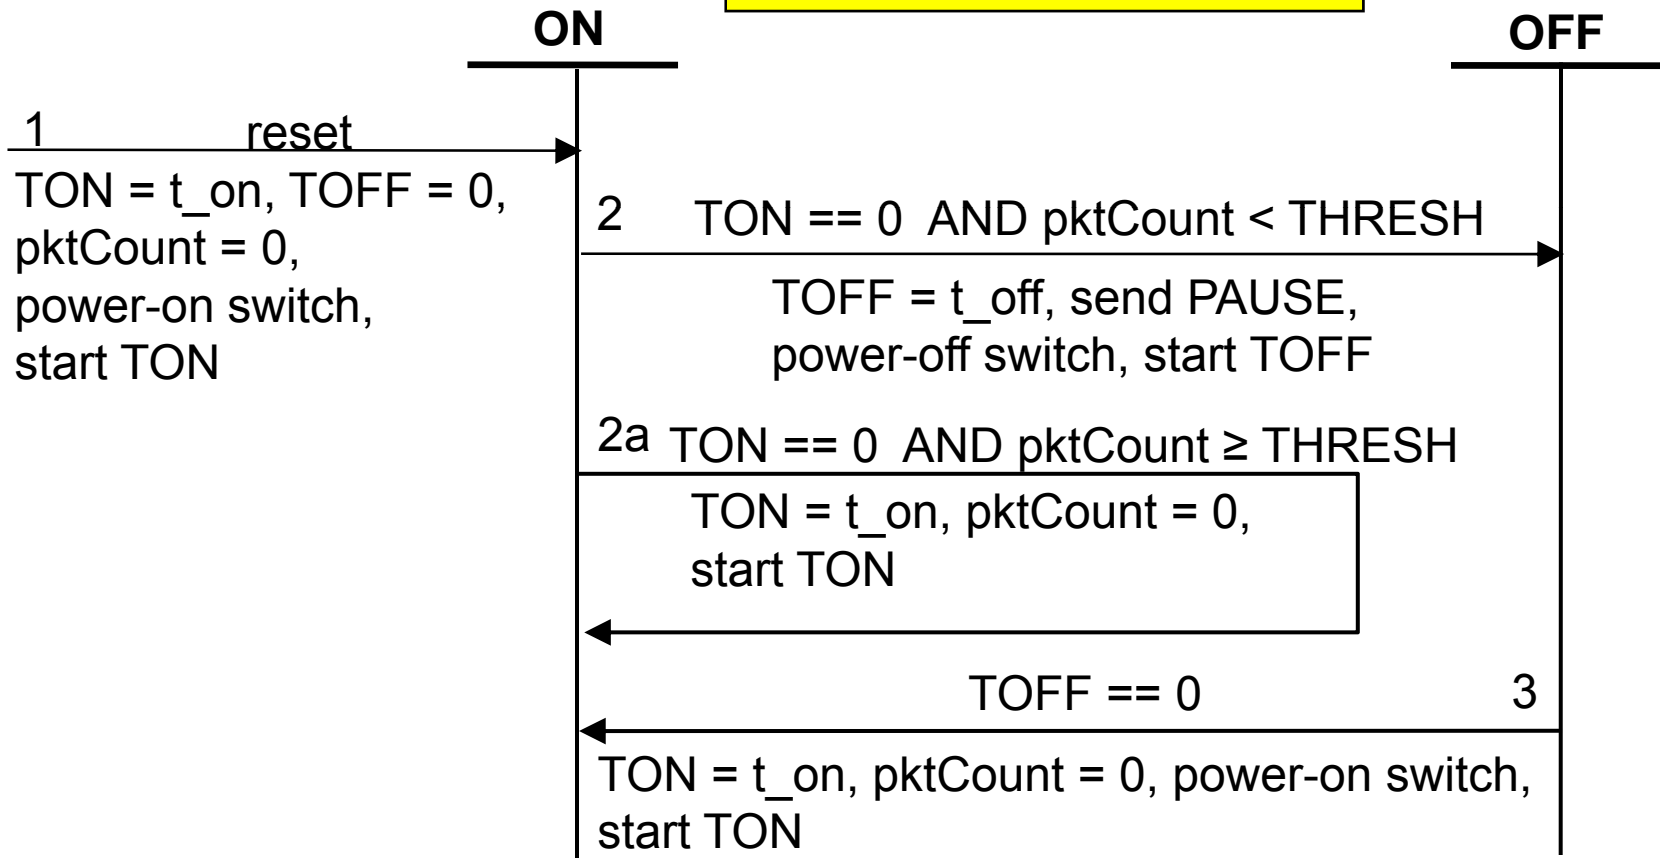 ON
OFF
1 reset
TON = t_on, TOFF = 0,
pktCount = 0,
power-on switch,
start TON
2 TON == 0 AND pktCount < THRESH
TOFF = t_off, send PAUSE,
power-off switch, start TOFF
2a TON == 0 AND pktCount ≥ THRESH
TON = t_on, pktCount = 0,
start TON
TOFF == 0 3
TON = t_on, pktCount = 0, power-on switch,
start TON